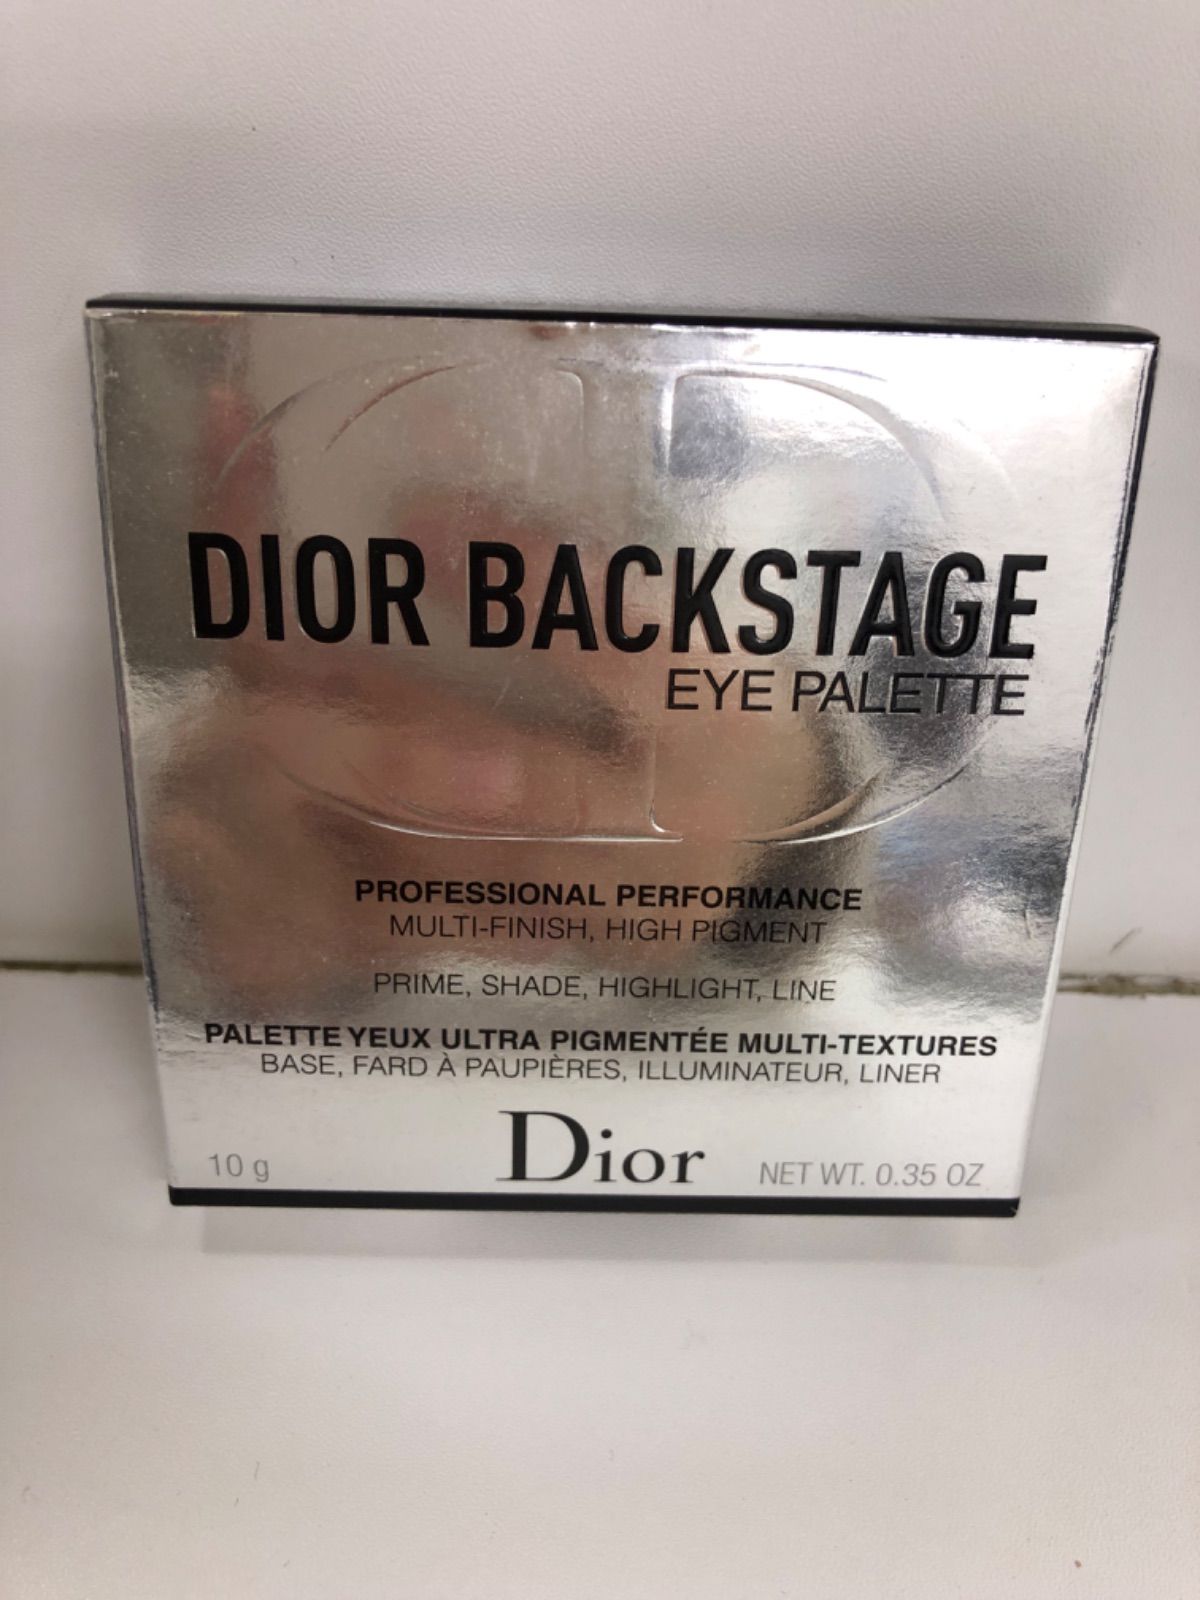 DIOR BACKSTAGE
EYE PALETTE
PROFESSIONAL PERFORMANCE
MULTI-FINISH, HIGH PIGMENT
PRIME, SHADE, HIGHLIGHT, LINE
PALETTE YEUX ULTRA PIGMENTÉE MULTI-TEXTURES
BASE, FARD À PAUPIÈRES, ILLUMINATEUR, LINER
10 g Dior NET WT. 0.35 OZ